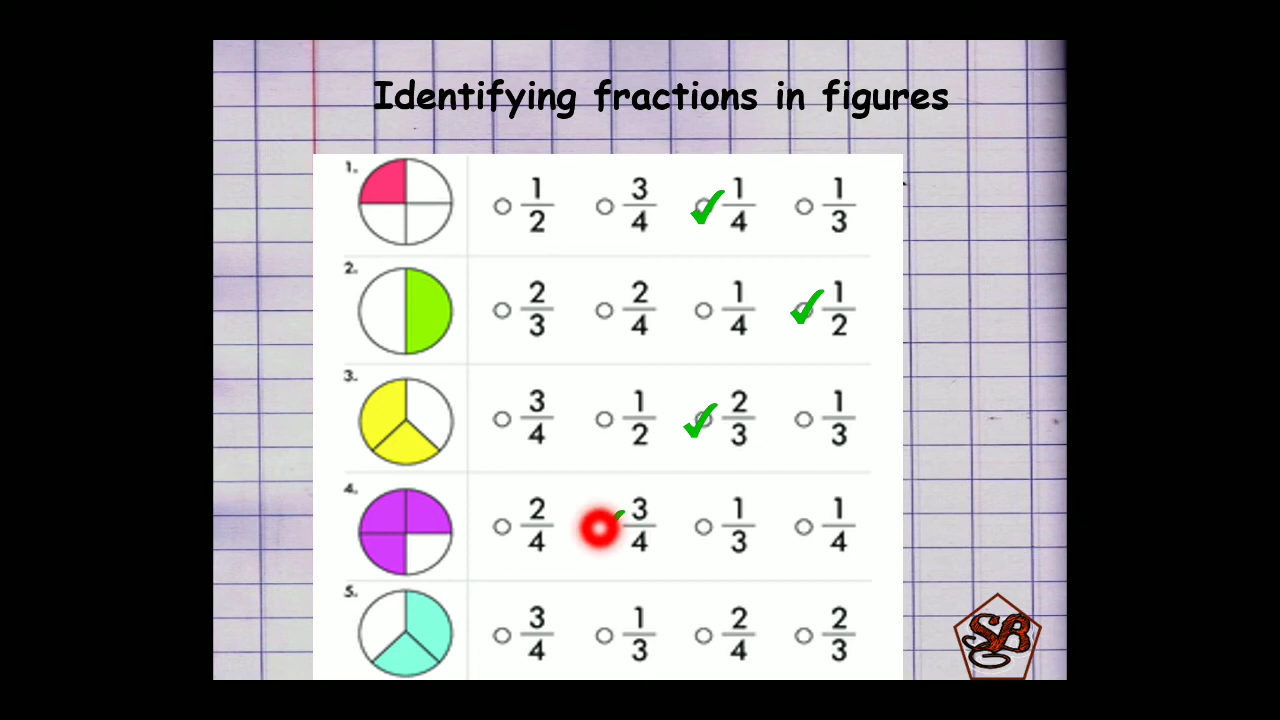 Identifying fractions in figures
1. 1/2 3/4 1/4 1/3
2. 2/3 2/4 1/4 1/2
3. 3/4 1/2 2/3 1/3
4. 2/4 3/4 1/3 1/4
5. 3/4 1/3 2/4 2/3
SB